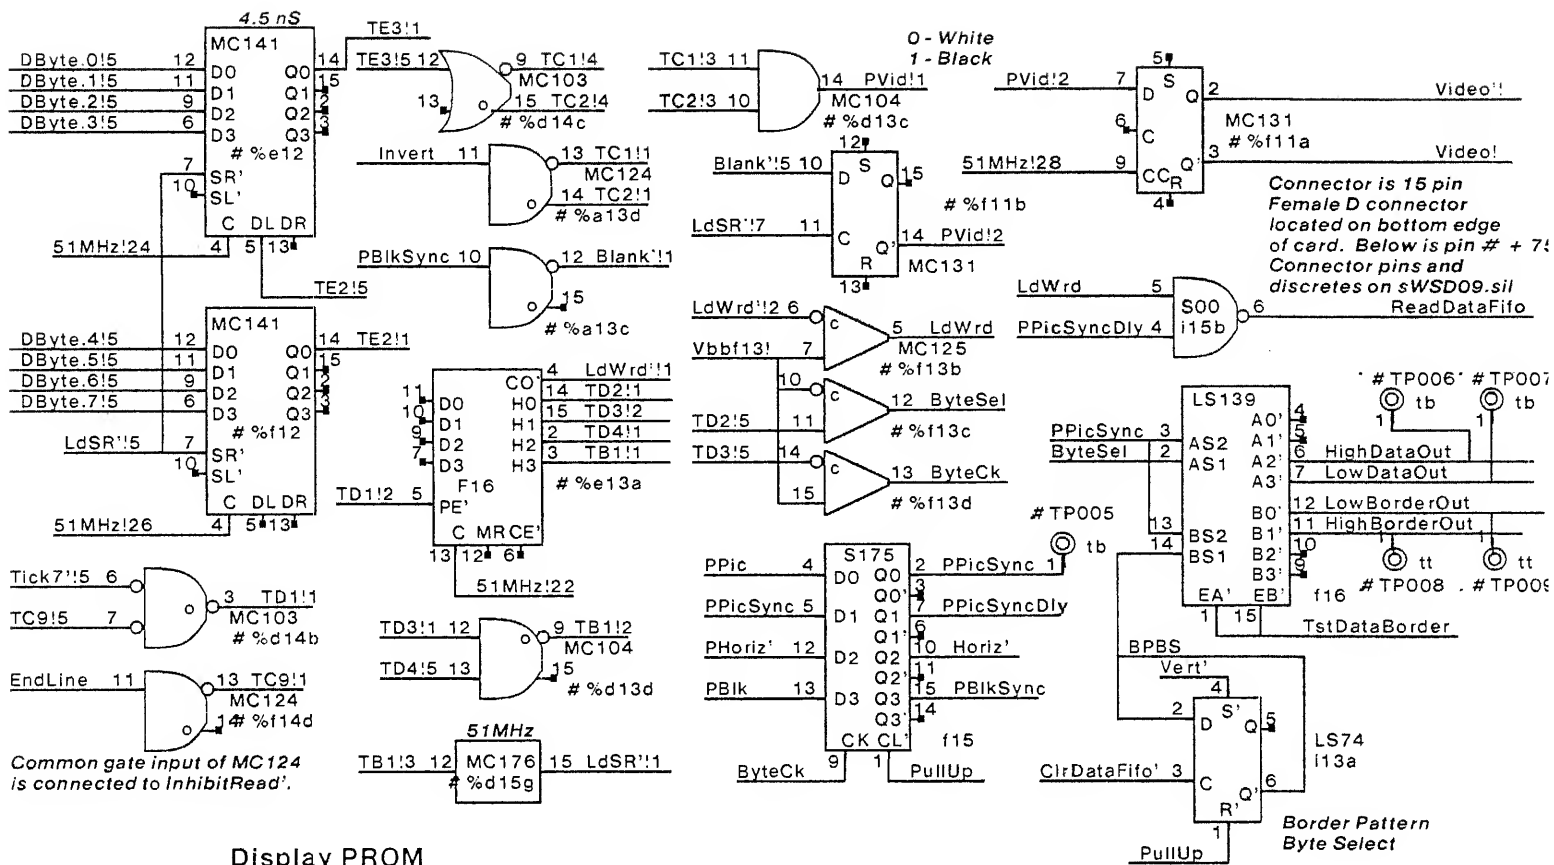 4.5 nS
MC141
DByte.0!5 12 D0 Q0 14 TE3!1
DByte.1!5 11 D1 Q1 15
DByte.2!5 9 D2 Q2 2
DByte.3!5 6 D3 Q3 3
# %e12
7 SR'
10 SL'
C DL DR
51MHz!24 4 5 13
TE2!5
MC141
DByte.4!5 12 D0 Q0 14 TE2!1
DByte.5!5 11 D1 Q1 15
DByte.6!5 9 D2 Q2 2
DByte.7!5 6 D3 Q3 3
# %f12
LdSR'!5 7 SR'
10 SL'
C DL DR
51MHz!26 4 5 13
Tick7'!5 6
TC9!5 7
3 TD1!1
MC103
# %d14b
EndLine 11
13 TC9!1
MC124
14 # %f14d
Common gate input of MC124
is connected to InhibitRead'.
Display PROM
TE3!5 12
13
9 TC1!4
MC103
15 TC2!4
# %d14c
Invert 11
13 TC1!1
MC124
14 TC2!1
# %a13d
PBlkSync 10
12 Blank'!1
15
# %a13c
4 LdWrd'!1
CO'
11 D0 H0 14 TD2!1
10 D1 H1 15 TD3!2
9 D2 H2 2 TD4!1
7 D3 H3 3 TB1!1
F16 # %e13a
TD1!2 5 PE'
C MR CE'
13 12 6
51MHz!22
TD3!1 12
TD4!5 13
9 TB1!2
MC104
15
# %d13d
51MHz
TB1!3 12 MC176 15 LdSR'!1
# %d15g
TC1!3 11
TC2!3 10
14 PVid!1
MC104
# %d13c
0 - White
1 - Black
12
S
Blank'!5 10 D Q 15
# %f11b
LdSR'!7 11 C
Q' 14 PVid!2
R MC131
13
LdWrd'!2 6 c 5 LdWrd
Vbbf13! 7 MC125
# %f13b
10 c 12 ByteSel
TD2!5 11 # %f13c
TD3!5 14 c 13 ByteCk
15 # %f13d
S175
PPic 4 D0 Q0 2 PPicSync 1
Q0' 3
PPicSync 5 D1 Q1 7 PPicSyncDly
Q1' 6
PHoriz' 12 D2 Q2 10 Horiz'
Q2' 11
PBlk 13 D3 Q3 15 PBlkSync
Q3' 14
CK CL' f15
ByteCk 9 1 PullUp
#TP005
tb
5
S
PVid!2 7 D Q 2 Video'!
MC131
6 C # %f11a
51MHz!28 9 CC Q' 3 Video!
R
4
Connector is 15 pin
Female D connector
located on bottom edge
of card. Below is pin # + 75
Connector pins and
discretes on sWSD09.sil
LdWrd 5
S00
PPicSyncDly 4 i15b
6 ReadDataFifo
#TP006 #TP007
tb tb
1 1
LS139
A0' 4
PPicSync 3 AS2 A1' 5
ByteSel 2 AS1 A2' 6 HighDataOut
A3' 7 LowDataOut
B0' 12 LowBorderOut
13 BS2 B1' 11 HighBorderOut
14 BS1 B2' 10
B3' 9
EA' EB' f16
1 15
tt tt
1 1
#TP008 #TP009
TstDataBorder
BPBS
Vert' 4
S'
2 D Q 5
LS74
i13a
ClrDataFifo' 3 C
Q' 6
R'
1
PullUp
Border Pattern
Byte Select